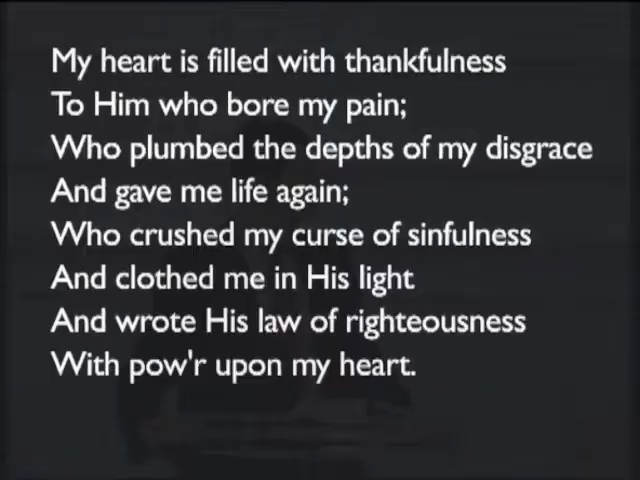 My heart is filled with thankfulness
To Him who bore my pain;
Who plumbed the depths of my disgrace
And gave me life again;
Who crushed my curse of sinfulness
And clothed me in His light
And wrote His law of righteousness
With pow'r upon my heart.